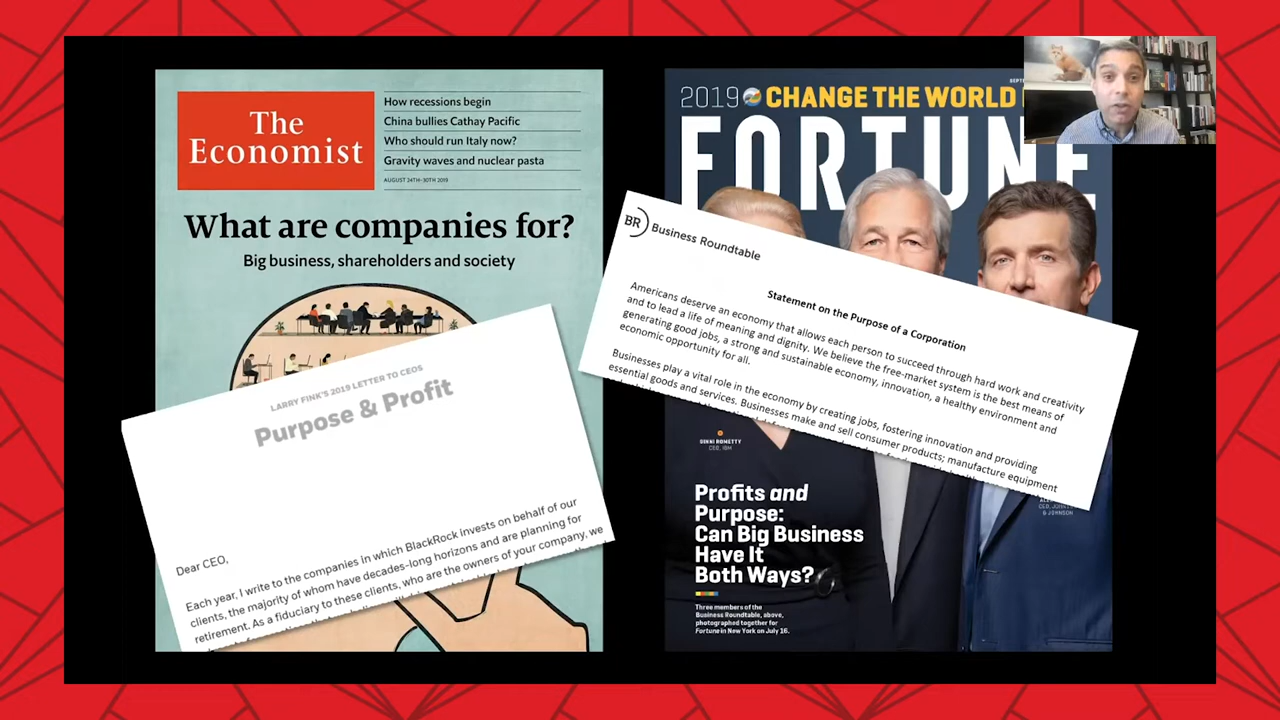 The
Economist
How recessions begin
China bullies Cathay Pacific
Who should run Italy now?
Gravity waves and nuclear pasta
AUGUST 24TH-30TH 2019
What are companies for?
Big business, shareholders and society
LARRY FINK'S 2019 LETTER TO CEOS
Purpose & Profit
Dear CEO,
Each year, I write to the companies in which BlackRock invests on behalf of our
clients, the majority of whom have decades-long horizons and are planning for
retirement. As a fiduciary to these clients, who are the owners of your company, we
2019 CHANGE THE WORLD
FORTUNE
BR Business Roundtable
Statement on the Purpose of a Corporation
Americans deserve an economy that allows each person to succeed through hard work and creativity
and to lead a life of meaning and dignity. We believe the free-market system is the best means of
generating good jobs, a strong and sustainable economy, innovation, a healthy environment and
economic opportunity for all.
Businesses play a vital role in the economy by creating jobs, fostering innovation and providing
essential goods and services. Businesses make and sell consumer products; manufacture equipment
GINNI ROMETTY
CEO, IBM
CEO, JOHNSON
& JOHNSON
Profits and
Purpose:
Can Big Business
Have It
Both Ways?
Three members of the
Business Roundtable, above,
photographed together for
Fortune in New York on July 16.